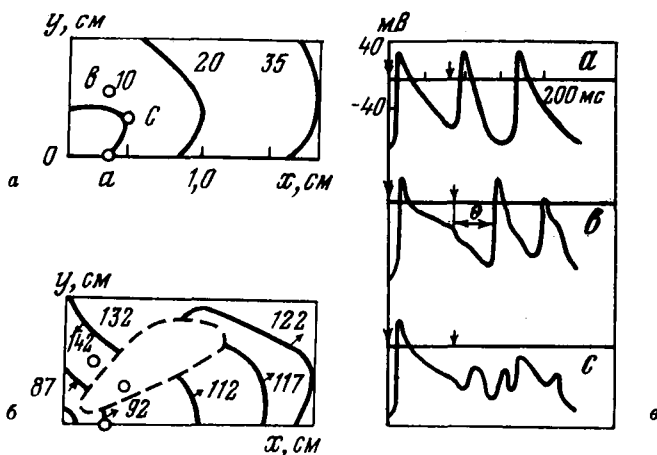 y, см
в 10
20
35
с
0
а
1,0
x, см
а
y, см
132
142
122
87
92
112
117
x, см
б
мВ
40
-40
а
200 мс
в
θ
с
в